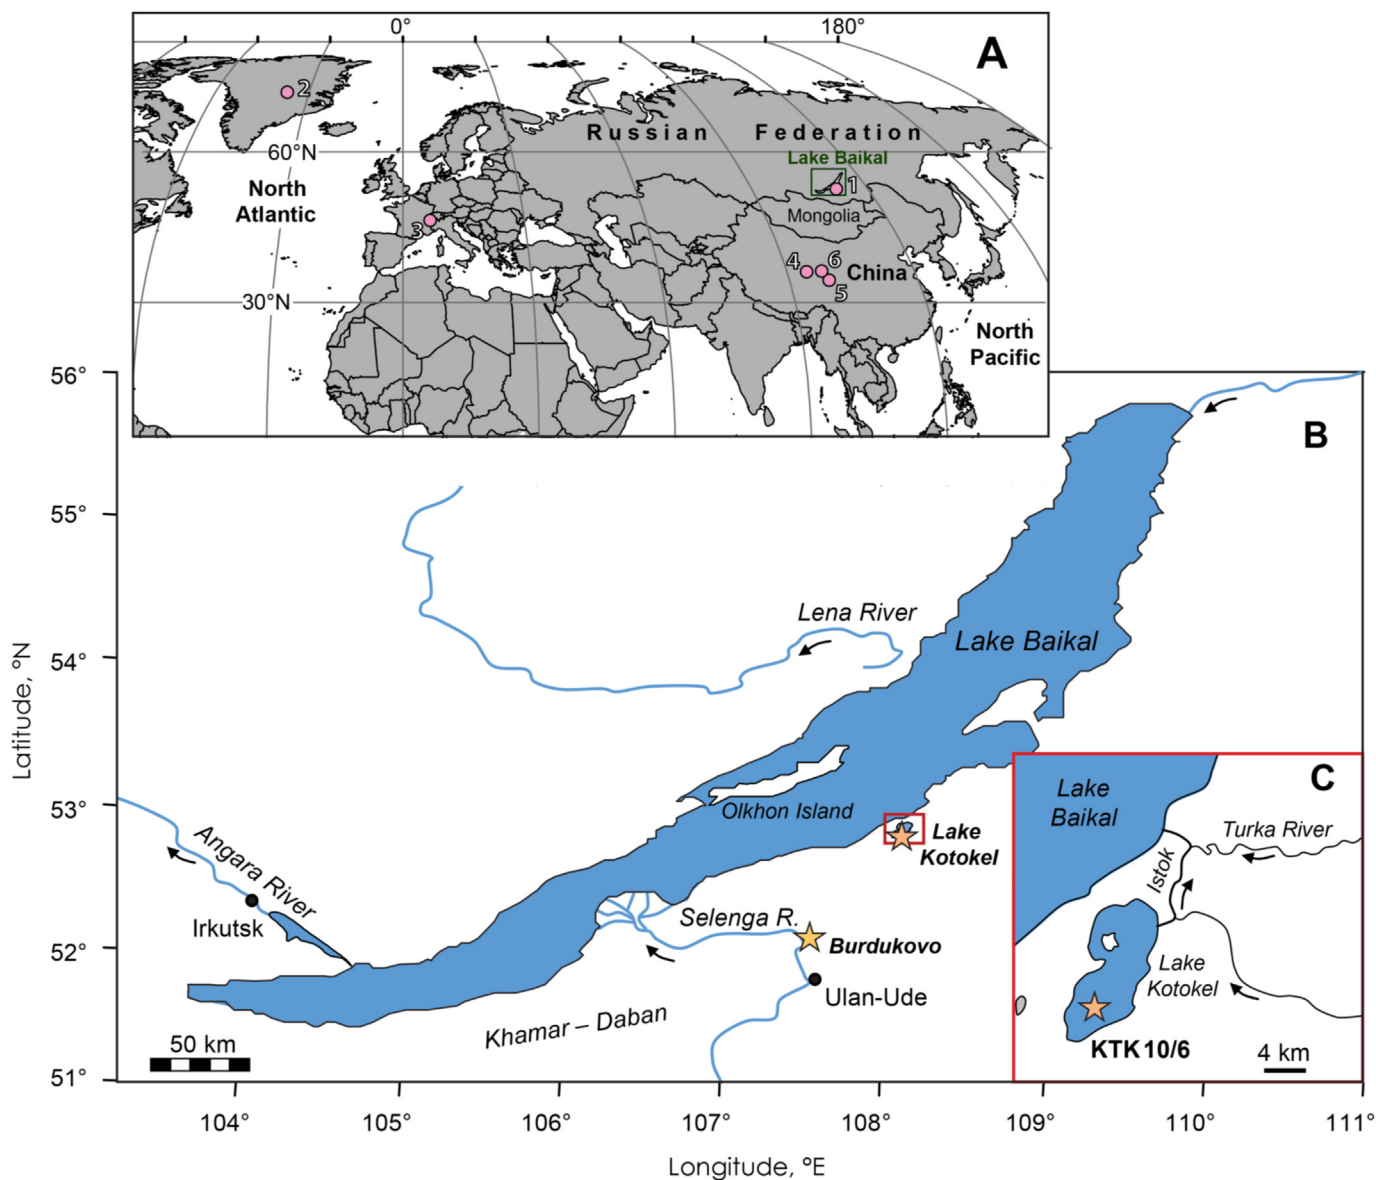 0°
180°
A
2
Russian Federation
60°N
Lake Baikal
1
North
Atlantic
Mongolia
3
4
6
China
5
30°N
North
Pacific
56°
B
55°
Lena River
54°
Lake Baikal
Latitude, °N
53°
Olkhon Island
Lake
Kotokel
C
Lake
Baikal
Turka River
Istok
Angara River
Irkutsk
Selenga R.
52°
Burdukovo
Lake
Kotokel
Ulan-Ude
Khamar – Daban
KTK10/6
50 km
4 km
51°
104°
105°
106°
107°
108°
109°
110°
111°
Longitude, °E